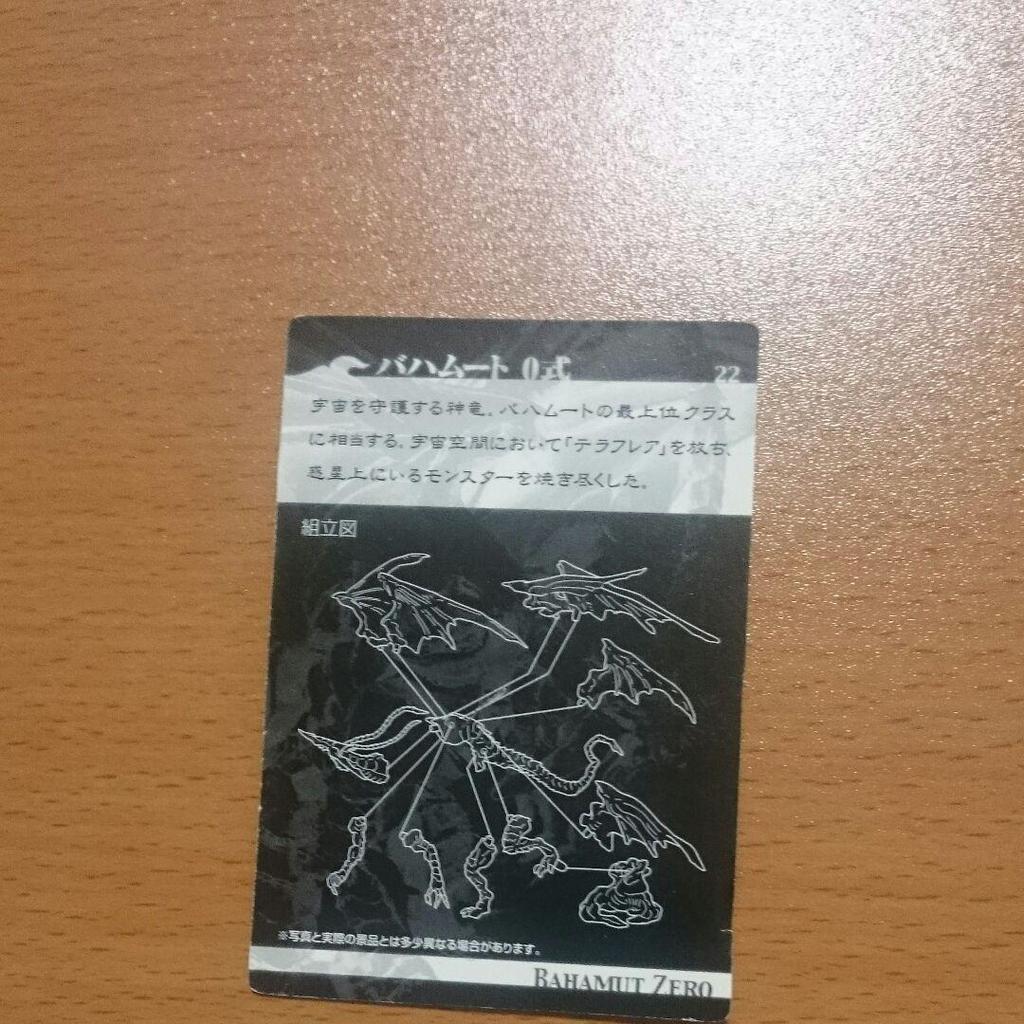 バハムート 0式
22
宇宙を守護する神竜。バハムートの最上位クラス
に相当する。宇宙空間において「テラフレア」を放ち、
惑星上にいるモンスターを焼き尽くした。
組立図
※写真と実際の景品とは多少異なる場合があります。
BAHAMUT ZERO